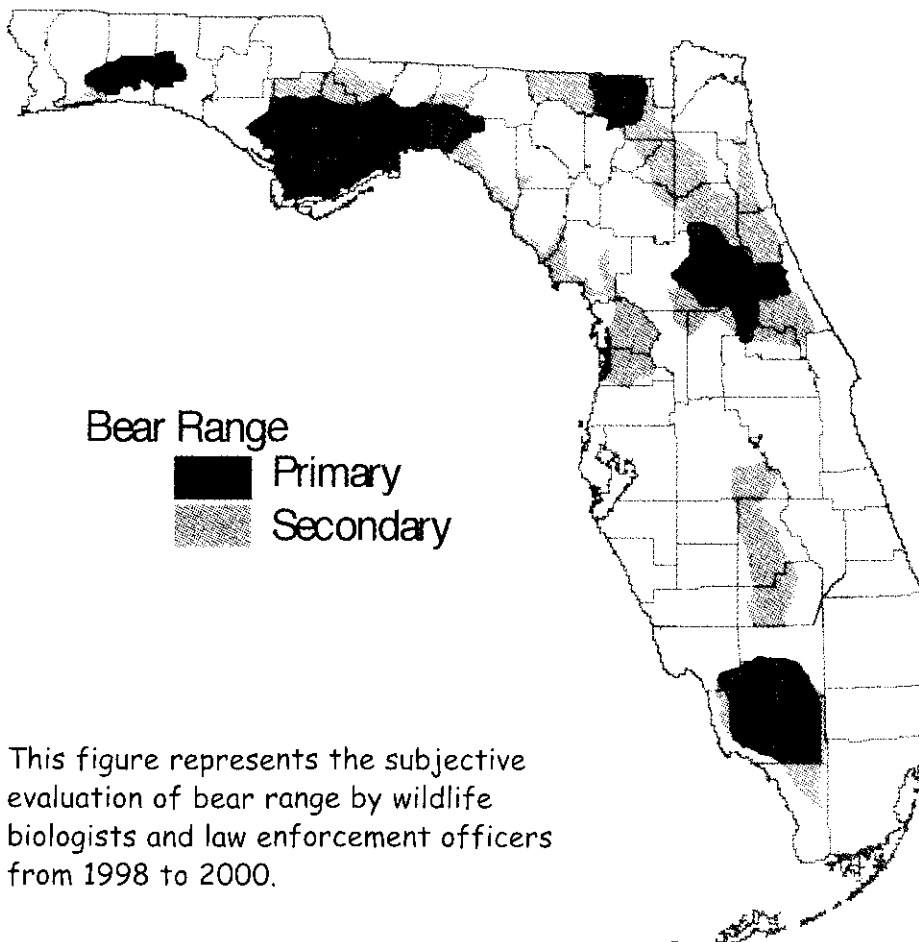 Bear Range
Primary
Secondary
This figure represents the subjective
evaluation of bear range by wildlife
biologists and law enforcement officers
from 1998 to 2000.